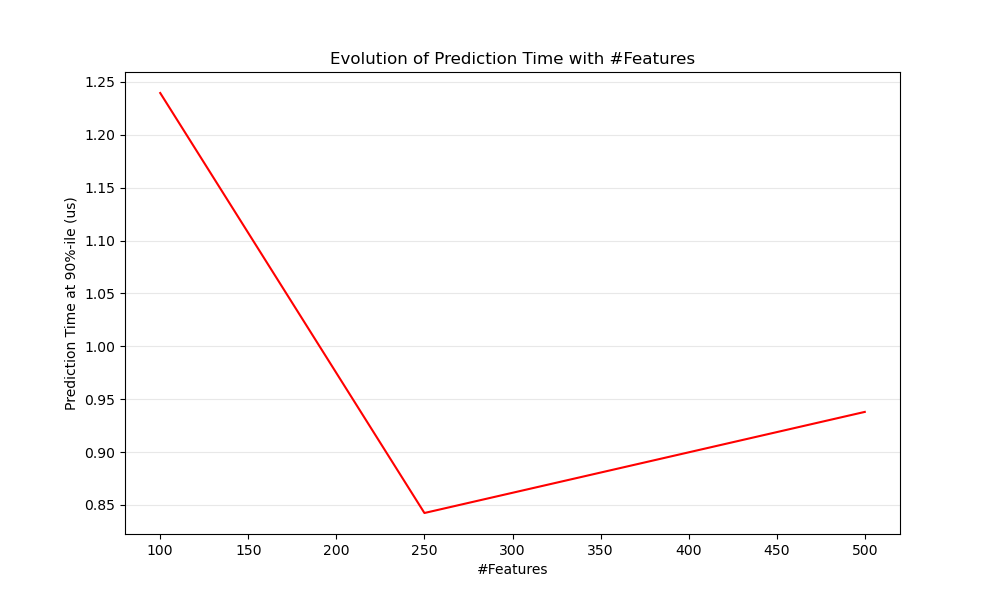 Evolution of Prediction Time with #Features
1.25
1.20
1.15
1.10
1.05
1.00
0.95
0.90
0.85
Prediction Time at 90%-ile (us)
100 150 200 250 300 350 400 450 500
#Features